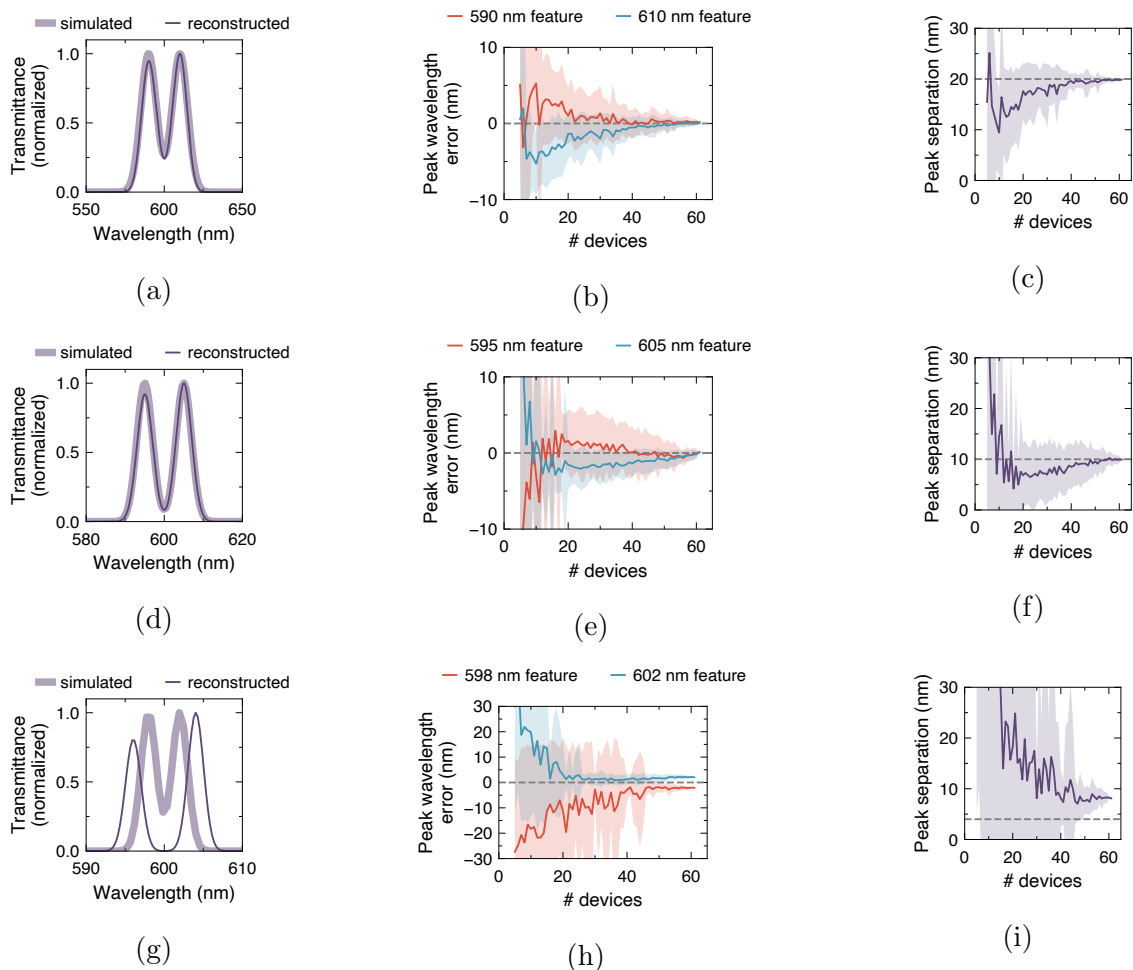 simulated reconstructed
Transmittance
(normalized)
1.0
0.5
0.0
550 600 650
Wavelength (nm)
(a)
590 nm feature 610 nm feature
Peak wavelength
error (nm)
10
0
−10
0 20 40 60
# devices
(b)
Peak separation (nm)
30
20
10
0
0 20 40 60
# devices
(c)
simulated reconstructed
Transmittance
(normalized)
1.0
0.5
0.0
580 600 620
Wavelength (nm)
(d)
595 nm feature 605 nm feature
Peak wavelength
error (nm)
10
0
−10
0 20 40 60
# devices
(e)
Peak separation (nm)
30
20
10
0
0 20 40 60
# devices
(f)
simulated reconstructed
Transmittance
(normalized)
1.0
0.5
0.0
590 600 610
Wavelength (nm)
(g)
598 nm feature 602 nm feature
Peak wavelength
error (nm)
30
20
10
0
−10
−20
−30
0 20 40 60
# devices
(h)
Peak separation (nm)
30
20
10
0
0 20 40 60
# devices
(i)